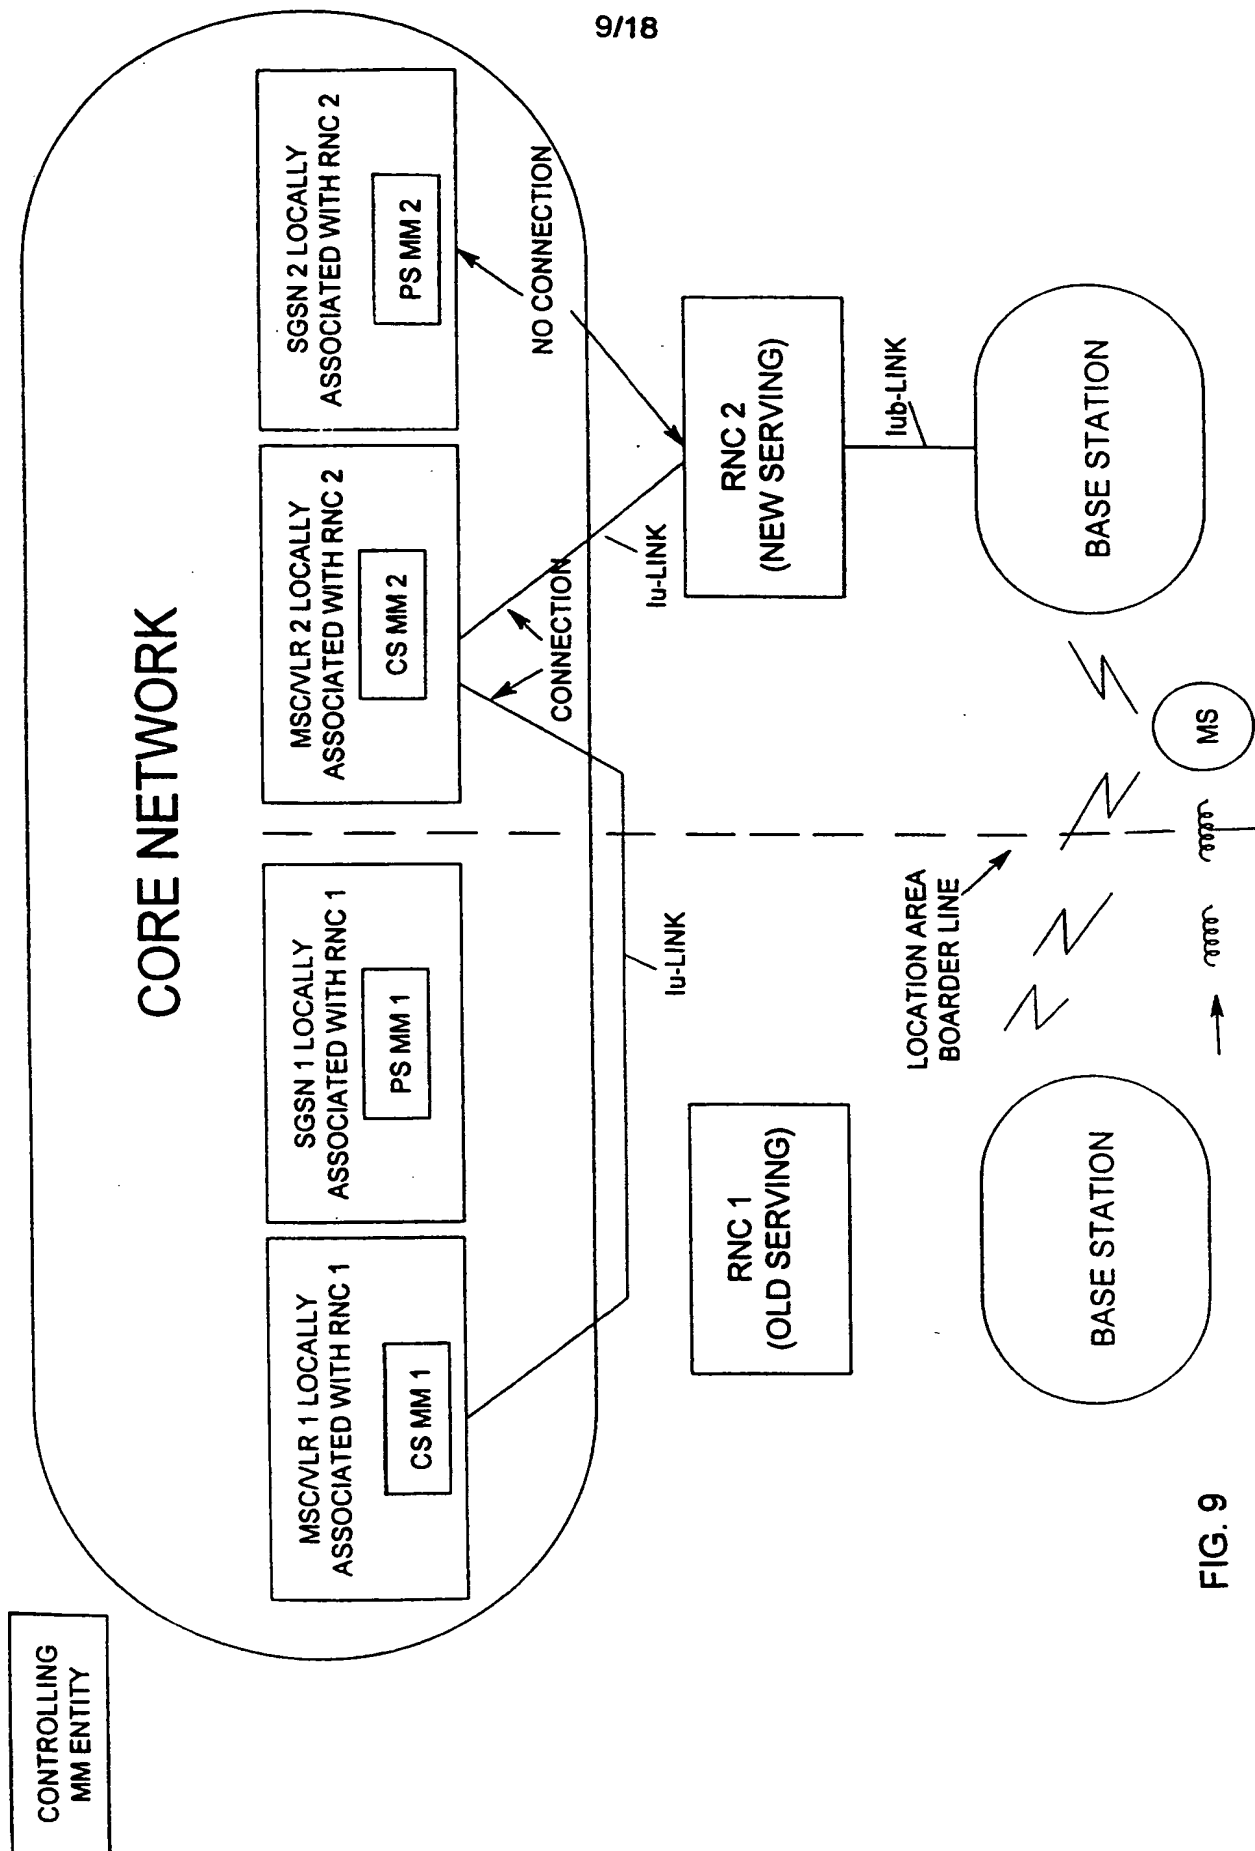 9/18
CONTROLLING
MM ENTITY
CORE NETWORK
MSC/VLR 1 LOCALLY
ASSOCIATED WITH RNC 1
CS MM 1
SGSN 1 LOCALLY
ASSOCIATED WITH RNC 1
PS MM 1
MSC/VLR 2 LOCALLY
ASSOCIATED WITH RNC 2
CS MM 2
SGSN 2 LOCALLY
ASSOCIATED WITH RNC 2
PS MM 2
CONNECTION
NO CONNECTION
Iu-LINK
Iu-LINK
RNC 1
(OLD SERVING)
RNC 2
(NEW SERVING)
Iub-LINK
LOCATION AREA
BOARDER LINE
BASE STATION
BASE STATION
MS
FIG. 9